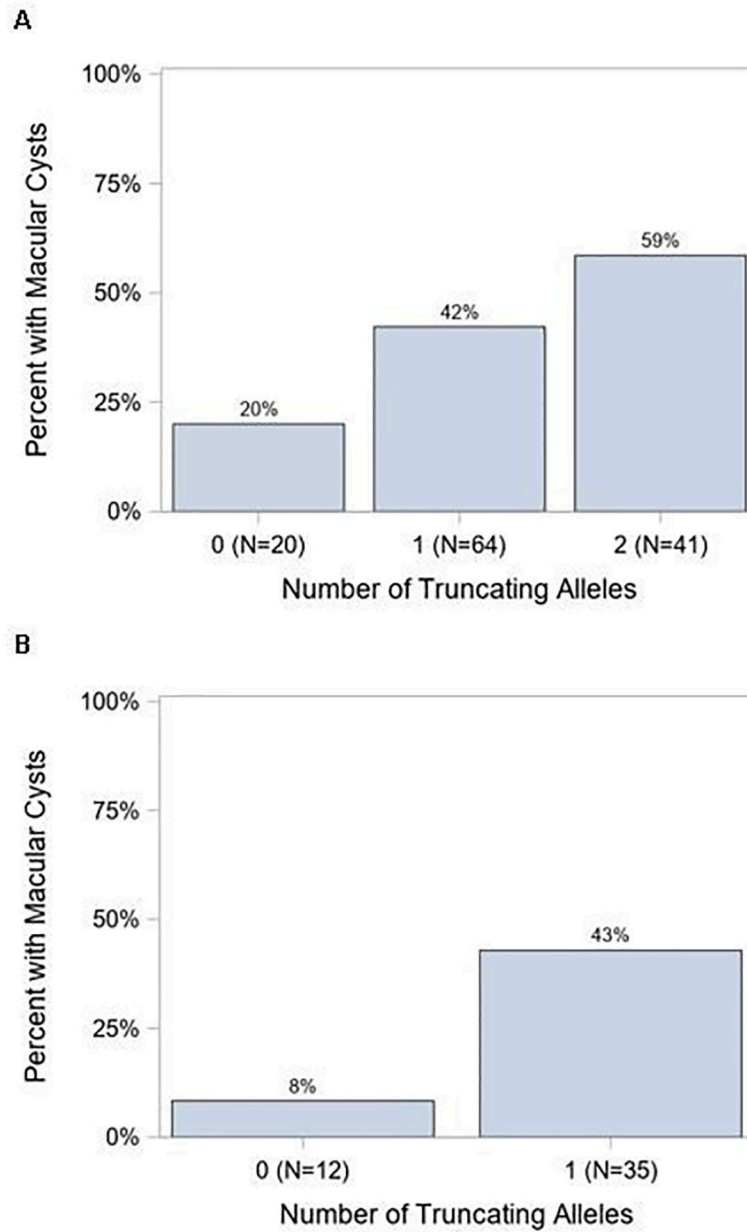 A
100%
75%
50%
25%
0%
Percent with Macular Cysts
20%
42%
59%
0 (N=20) 1 (N=64) 2 (N=41)
Number of Truncating Alleles
B
100%
75%
50%
25%
0%
Percent with Macular Cysts
8%
43%
0 (N=12) 1 (N=35)
Number of Truncating Alleles